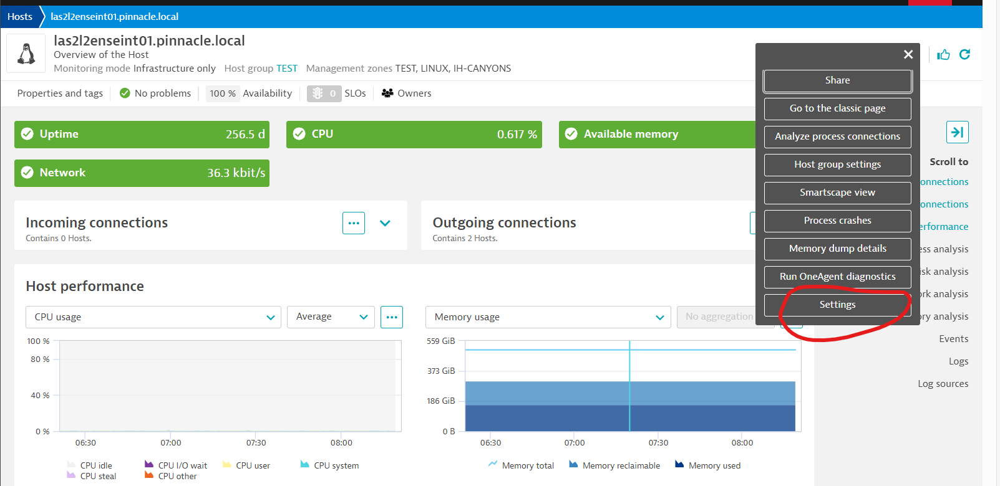 Hosts las2l2enseint01.pinnacle.local
las2l2enseint01.pinnacle.local
Overview of the Host
Monitoring mode Infrastructure only Host group TEST Management zones TEST, LINUX, IH-CANYONS
Properties and tags No problems 100 % Availability 0 SLOs Owners
Uptime 256.5 d
CPU 0.617 %
Available memory
Network 36.3 kbit/s
Incoming connections
Contains 0 Hosts.
Outgoing connections
Contains 2 Hosts.
Host performance
CPU usage Average
100 %
80 %
40 %
0 %
06:30 07:00 07:30 08:00
CPU idle CPU I/O wait CPU user CPU system
CPU steal CPU other
Memory usage No aggregation
559 GiB
373 GiB
186 GiB
0 B
06:30 07:00 07:30 08:00
Memory total Memory reclaimable Memory used
Share
Go to the classic page
Analyze process connections
Host group settings
Smartscape view
Process crashes
Memory dump details
Run OneAgent diagnostics
Settings
Scroll to
onnections
onnections
erformance
ess analysis
isk analysis
ork analysis
ory analysis
Events
Logs
Log sources